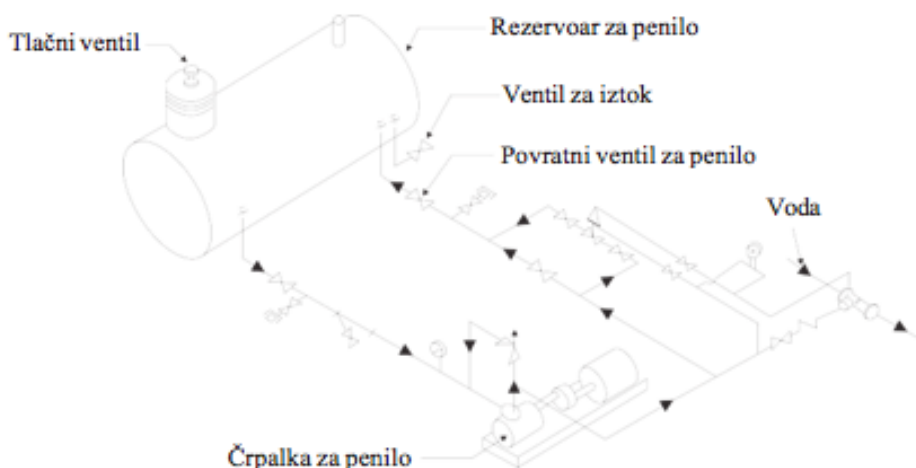 Rezervoar za penilo
Tlačni ventil
Ventil za iztok
Povratni ventil za penilo
Voda
Črpalka za penilo